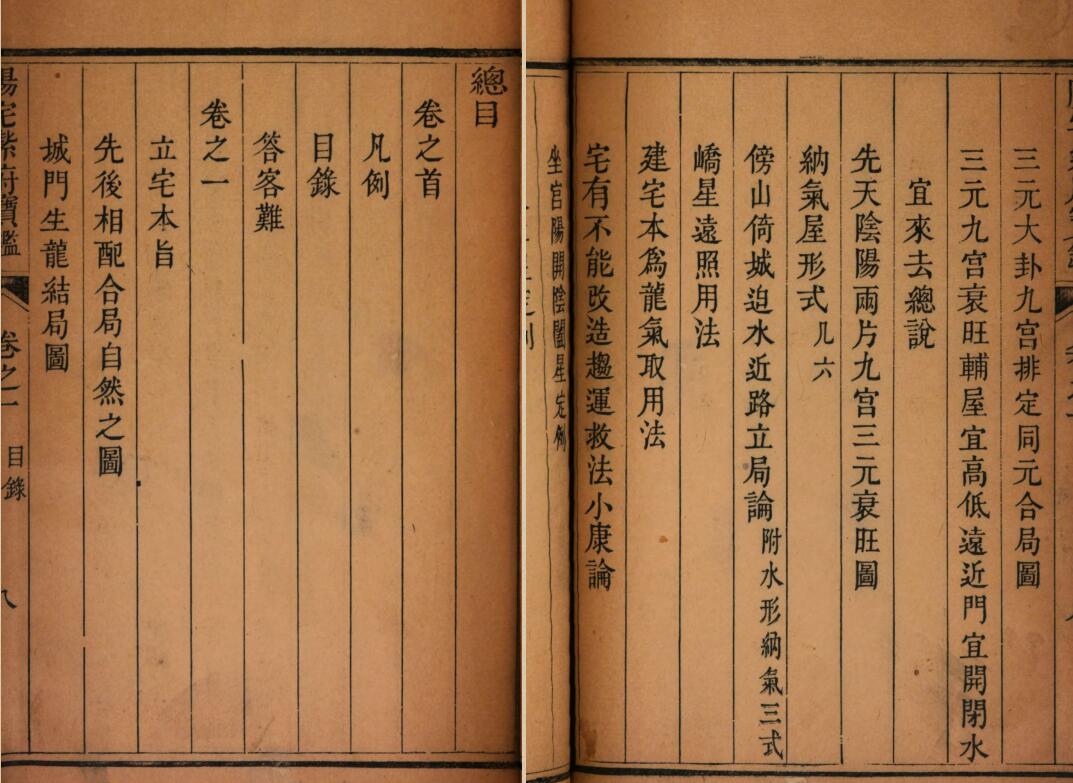 總目
卷之首
凡例
目錄
答客難
卷之一
立宅本旨
先後相配合局自然之圖
城門生龍結局圖
陽宅紫府寶鑑 卷之一 目錄 八
三元大卦九宮排定同元合局圖
三元九宮衰旺輔屋宜高低遠近門宜開閉水
宜來去總說
先天陰陽兩片九宮三元衰旺圖
納氣屋形式 凡六
傍山倚城迫水近路立局論 附水形納氣三式
嶠星遠照用法
建宅本為龍氣取用法
宅有不能改造趨運救法小康論
坐宮陽開陰闔星定例